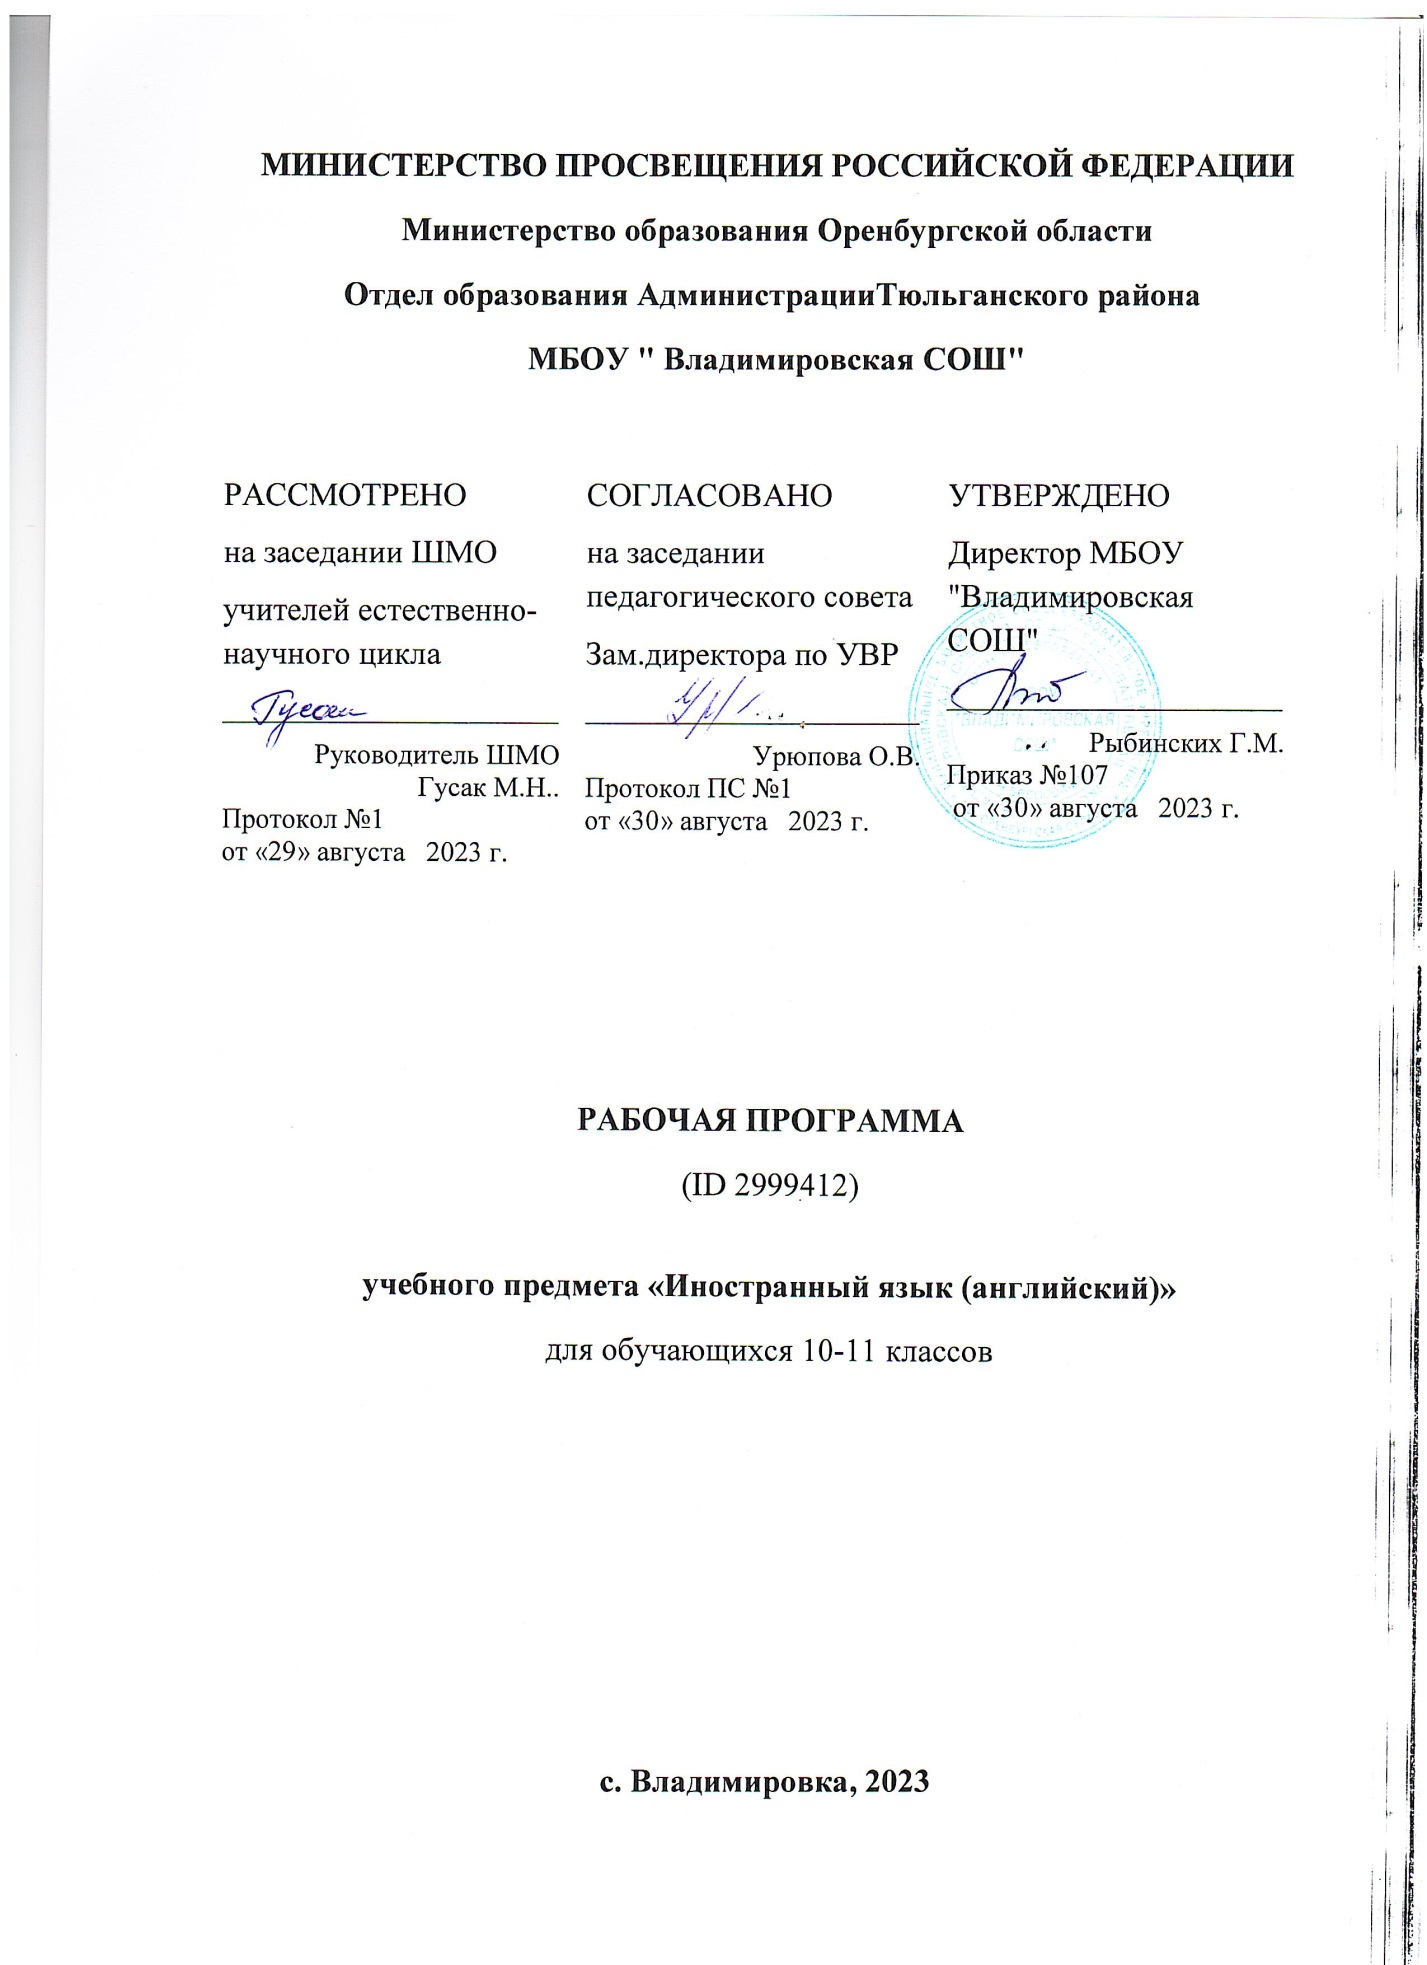 МИНИСТЕРСТВО ПРОСВЕЩЕНИЯ РОССИЙСКОЙ ФЕДЕРАЦИИ
Министерство образования Оренбургской области
Отдел образования АдминистрацииТюльганского района
МБОУ " Владимировская СОШ"
РАССМОТРЕНО
на заседании ШМО
учителей естественно-
научного цикла
Руководитель ШМО
Гусак М.Н..
Протокол №1
от «29» августа 2023 г.
СОГЛАСОВАНО
на заседании
педагогического совета
Зам.директора по УВР
Урюпова О.В.
Протокол ПС №1
от «30» августа 2023 г.
УТВЕРЖДЕНО
Директор МБОУ
"Владимировская
СОШ"
Рыбинских Г.М.
Приказ №107
от «30» августа 2023 г.
ВЛАДИМИРОВСКАЯ
РАБОЧАЯ ПРОГРАММА
(ID 2999412)
учебного предмета «Иностранный язык (английский)»
для обучающихся 10-11 классов
с. Владимировка, 2023